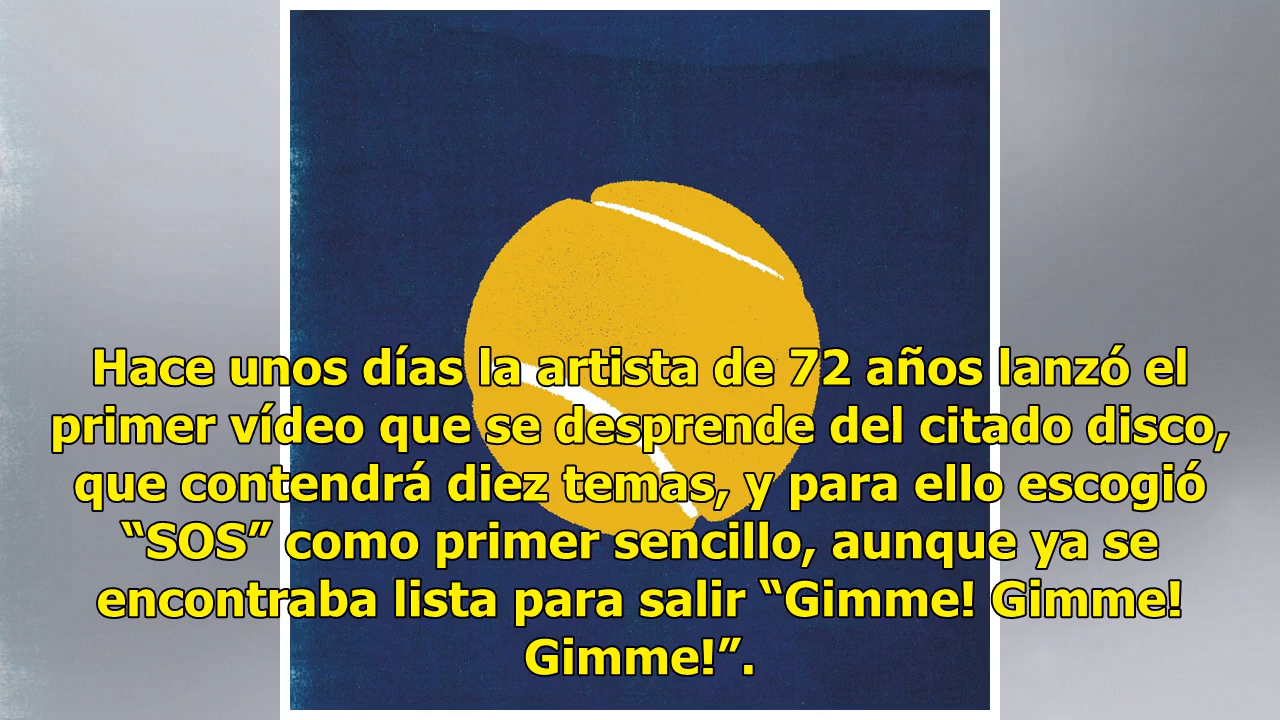 Hace unos días la artista de 72 años lanzó el
primer vídeo que se desprende del citado disco,
que contendrá diez temas, y para ello escogió
“SOS” como primer sencillo, aunque ya se
encontraba lista para salir “Gimme! Gimme!
Gimme!”.